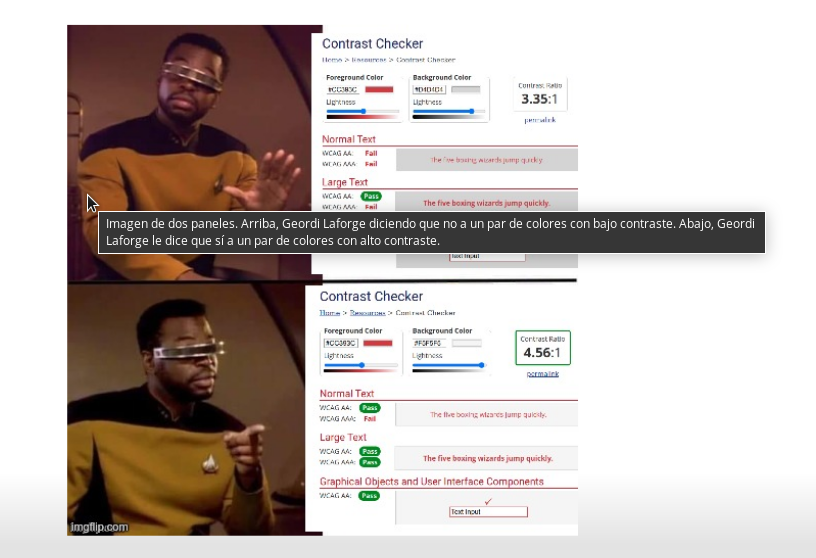 Contrast Checker
Home > Resources > Contrast Checker
Foreground Color Background Color
#CC393C #D4D4D4
Lightness Lightness
Contrast Ratio
3.35:1
permalink
Normal Text
WCAG AA: Fail
WCAG AAA: Fail
The five boxing wizards jump quickly.
Large Text
WCAG AA: Pass
WCAG AAA: Fail
The five boxing wizards jump quickly.
Imagen de dos paneles. Arriba, Geordi Laforge diciendo que no a un par de colores con bajo contraste. Abajo, Geordi
Laforge le dice que sí a un par de colores con alto contraste.
Text Input
Contrast Checker
Home > Resources > Contrast Checker
Foreground Color Background Color
#CC393C #F5F5F5
Lightness Lightness
Contrast Ratio
4.56:1
permalink
Normal Text
WCAG AA: Pass
WCAG AAA: Fail
The five boxing wizards jump quickly.
Large Text
WCAG AA: Pass
WCAG AAA: Pass
The five boxing wizards jump quickly.
Graphical Objects and User Interface Components
WCAG AA: Pass
Text Input
imgflip.com